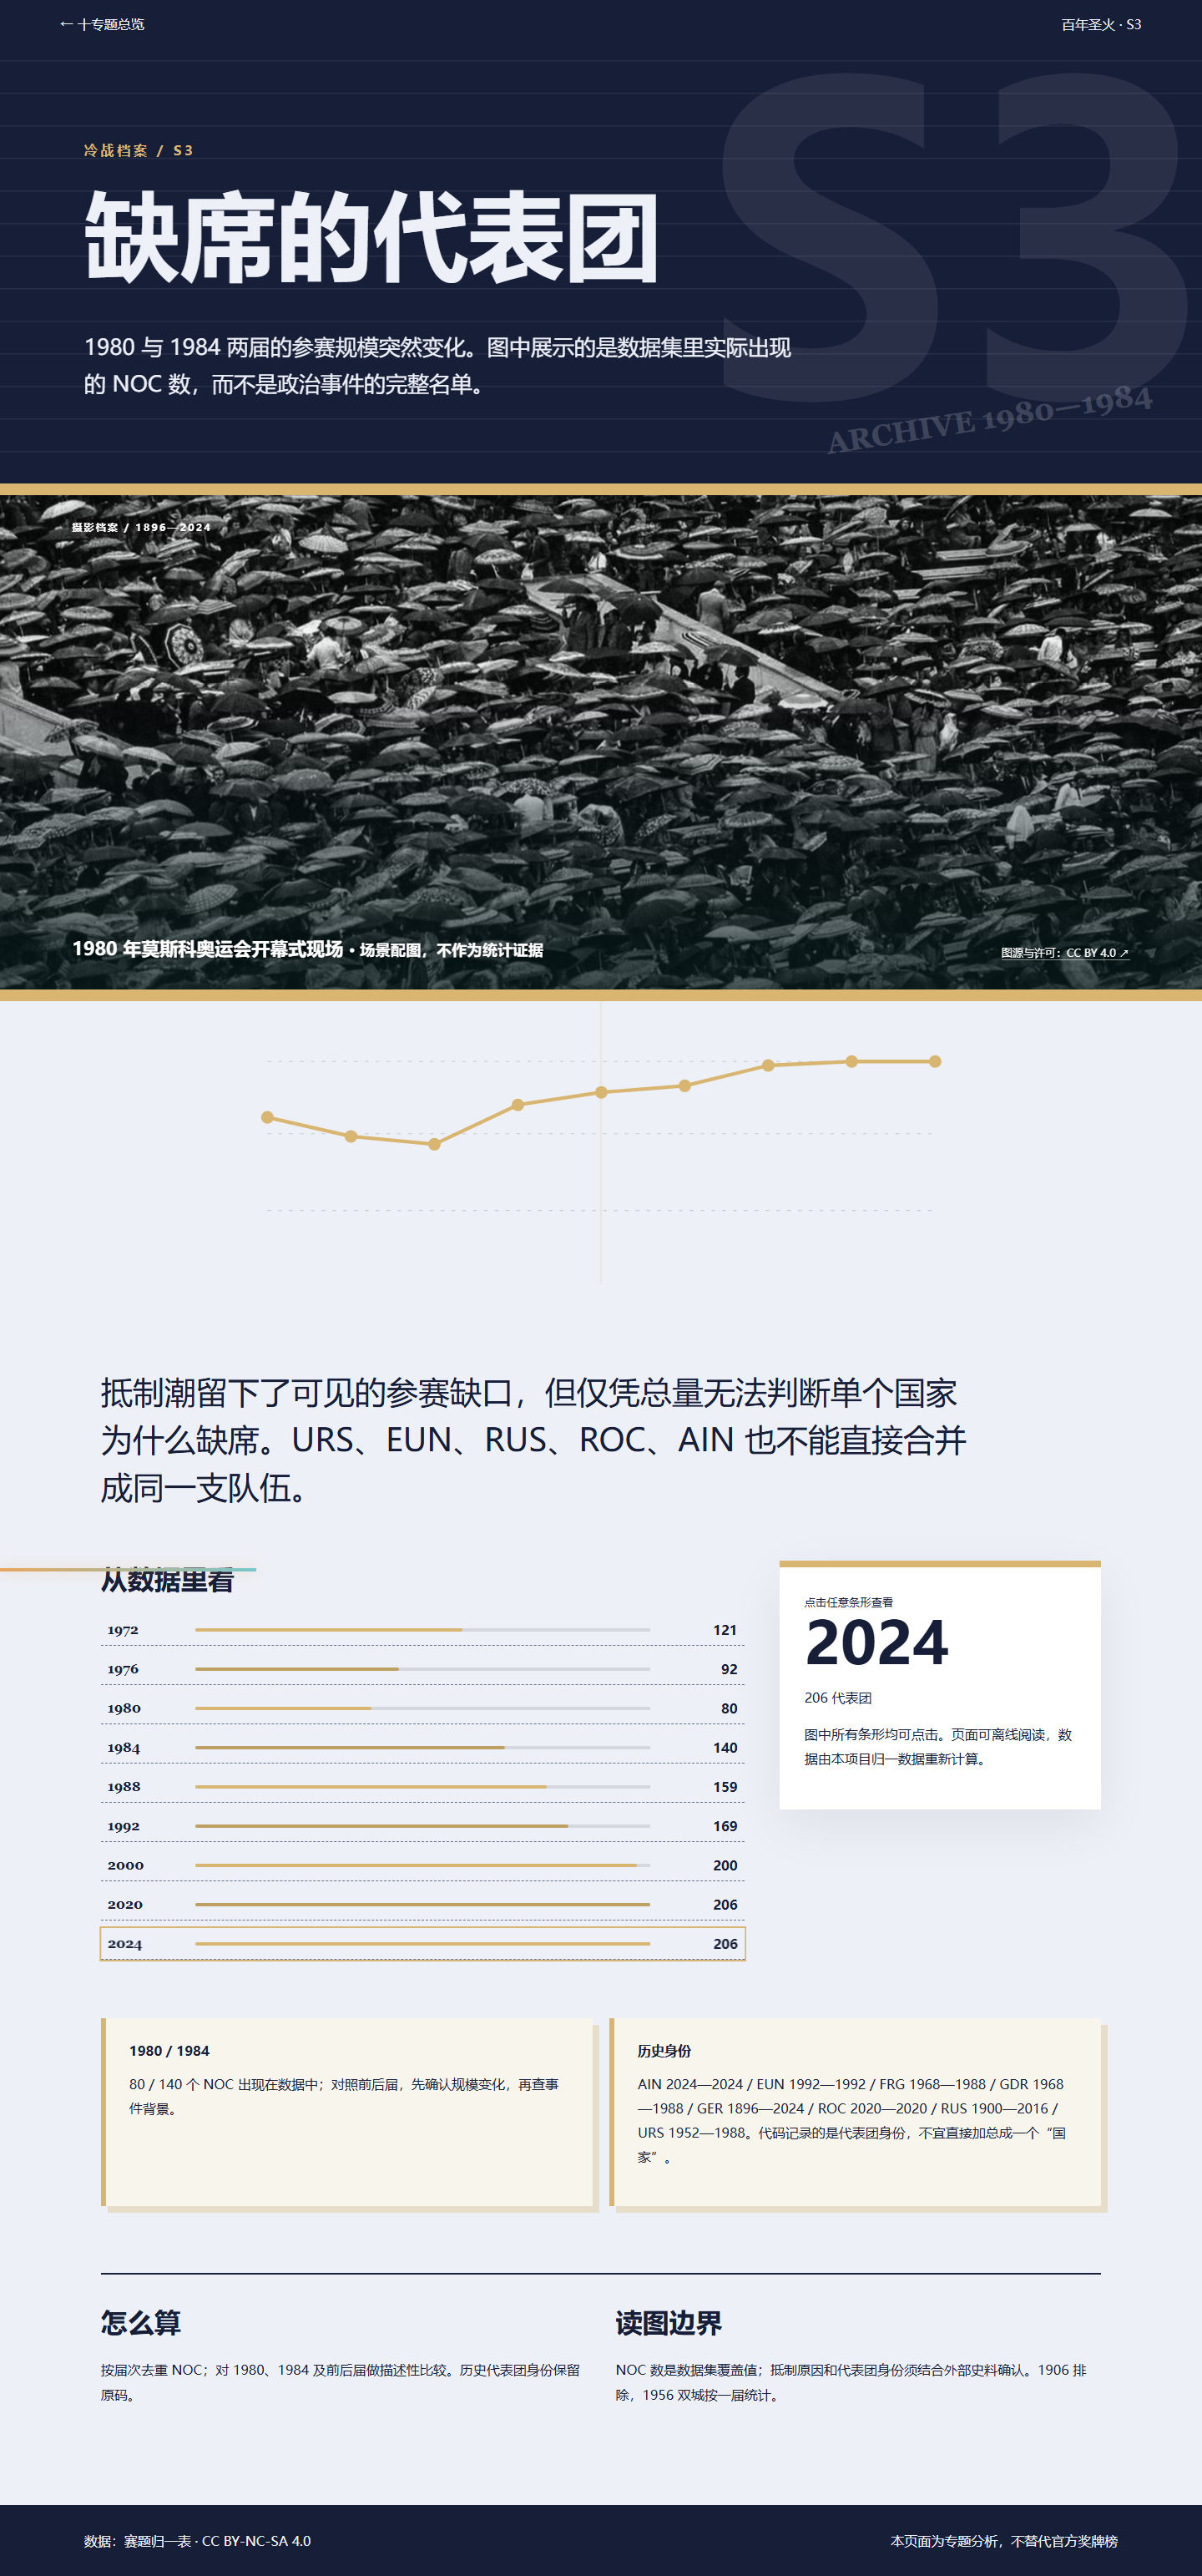 ← 十专题总览
百年圣火 · S3
S3
冷战档案 / S3
缺席的代表团
1980 与 1984 两届的参赛规模突然变化。图中展示的是数据集里实际出现
的 NOC 数，而不是政治事件的完整名单。
ARCHIVE 1980—1984
摄影档案 / 1896—2024
1980 年莫斯科奥运会开幕式现场 · 场景配图，不作为统计证据
图源与许可：CC BY 4.0 ↗
抵制潮留下了可见的参赛缺口，但仅凭总量无法判断单个国家
为什么缺席。URS、EUN、RUS、ROC、AIN 也不能直接合并
成同一支队伍。
从数据里看
1972 121
1976 92
1980 80
1984 140
1988 159
1992 169
2000 200
2020 206
2024 206
点击任意条形查看
2024
206 代表团
图中所有条形均可点击。页面可离线阅读，数
据由本项目归一数据重新计算。
1980 / 1984
80 / 140 个 NOC 出现在数据中；对照前后届，先确认规模变化，再查事
件背景。
历史身份
AIN 2024—2024 / EUN 1992—1992 / FRG 1968—1988 / GDR 1968
—1988 / GER 1896—2024 / ROC 2020—2020 / RUS 1900—2016 /
URS 1952—1988。代码记录的是代表团身份，不宜直接加总成一个“国
家”。
怎么算
按届次去重 NOC；对 1980、1984 及前后届做描述性比较。历史代表团身份保留
原码。
读图边界
NOC 数是数据集覆盖值；抵制原因和代表团身份须结合外部史料确认。1906 排
除，1956 双城按一届统计。
数据：赛题归一表 · CC BY-NC-SA 4.0
本页面为专题分析，不替代官方奖牌榜